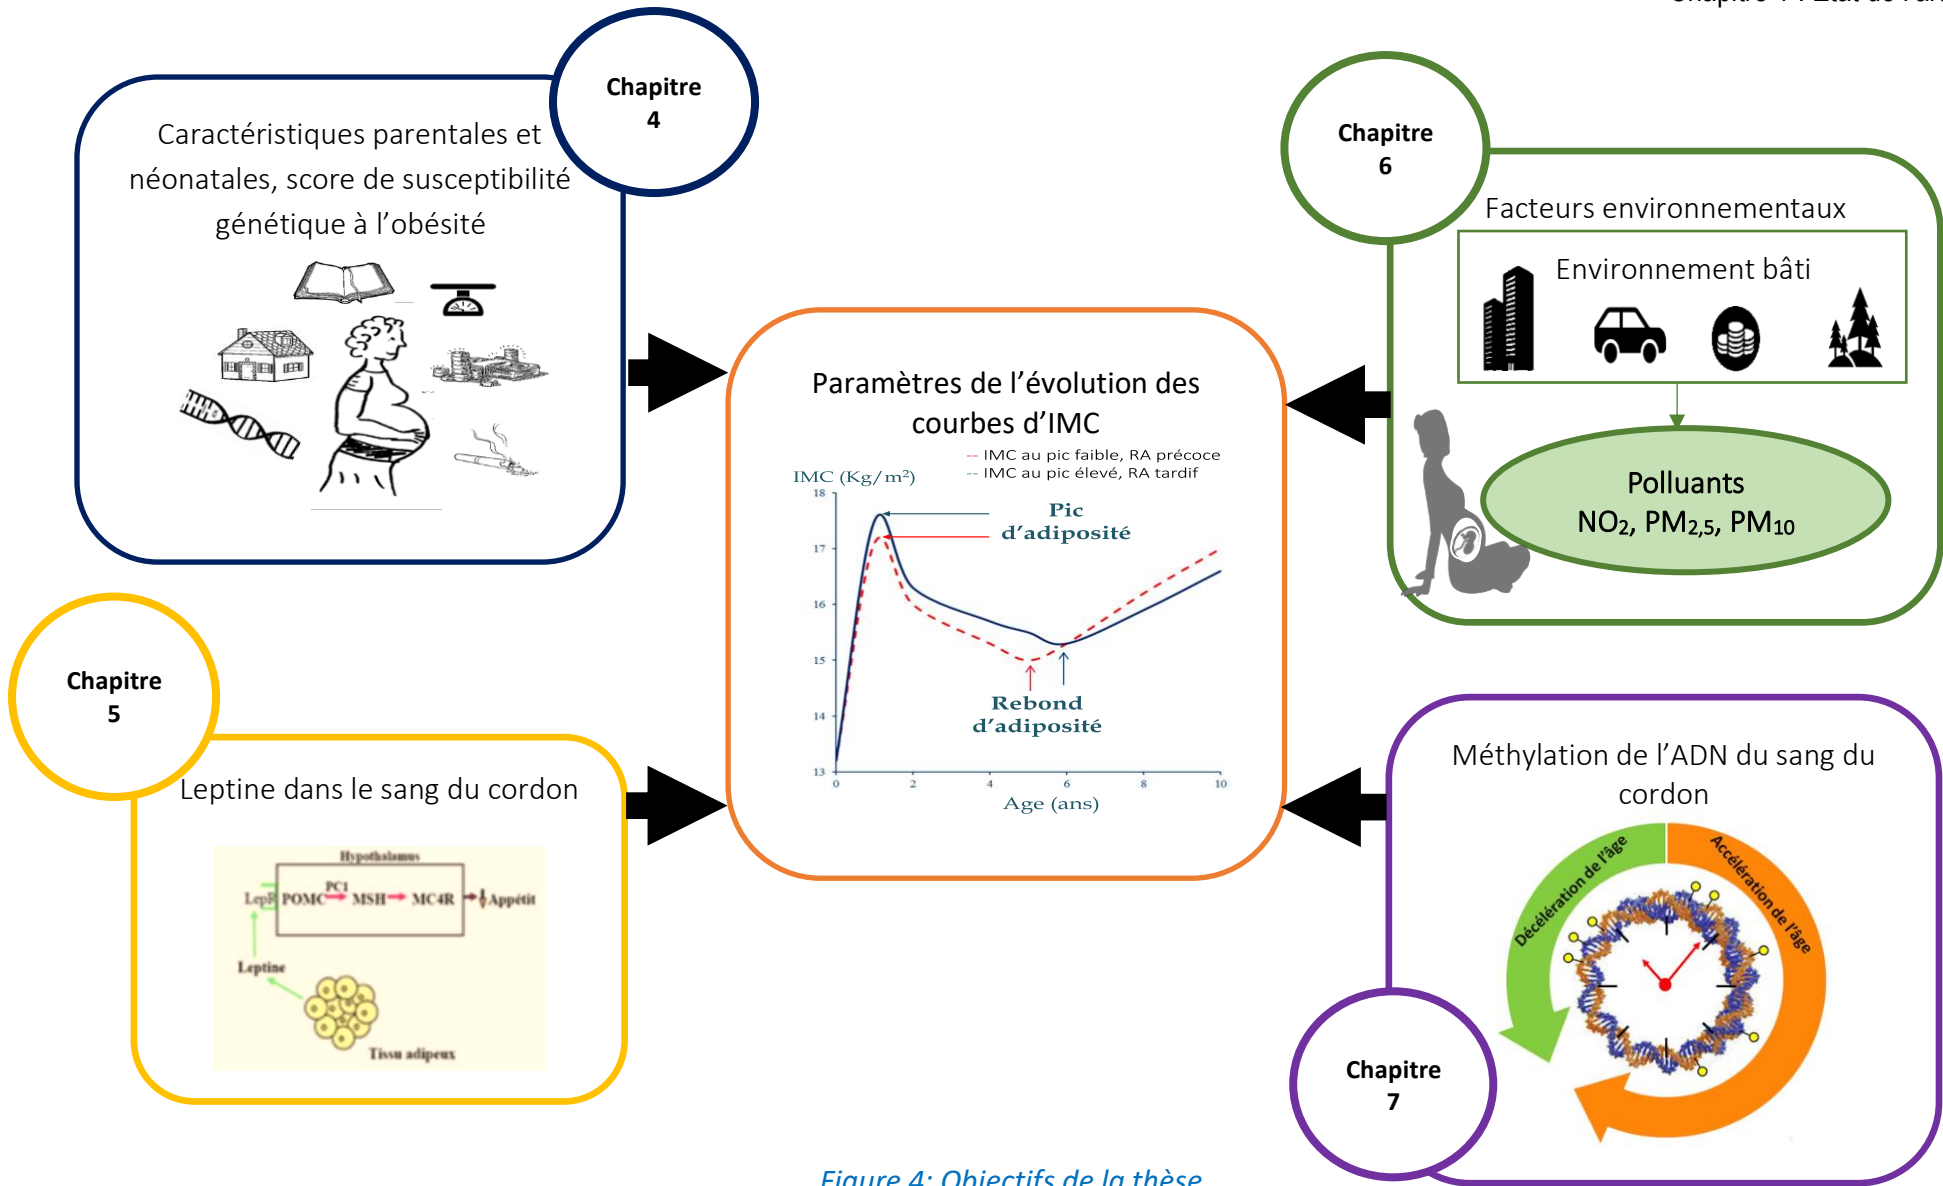 Chapitre
4
Caractéristiques parentales et
néonatales, score de susceptibilité
génétique à l’obésité
Chapitre
5
Leptine dans le sang du cordon
Hypothalamus
LepR
POMC
PC1
MSH
MC4R
Appétit
Leptine
Tissu adipeux
Paramètres de l’évolution des
courbes d’IMC
-- IMC au pic faible, RA précoce
-- IMC au pic élevé, RA tardif
IMC (Kg/m²)
18
17
16
15
14
13
0 2 4 6 8 10
Pic
d’adiposité
Rebond
d’adiposité
Age (ans)
Chapitre
6
Facteurs environnementaux
Environnement bâti
Polluants
NO₂, PM₂,₅, PM₁₀
Méthylation de l’ADN du sang du
cordon
Décélération de l’âge
Accélération de l’âge
Chapitre
7
Figure 4: Objectifs de la thèse